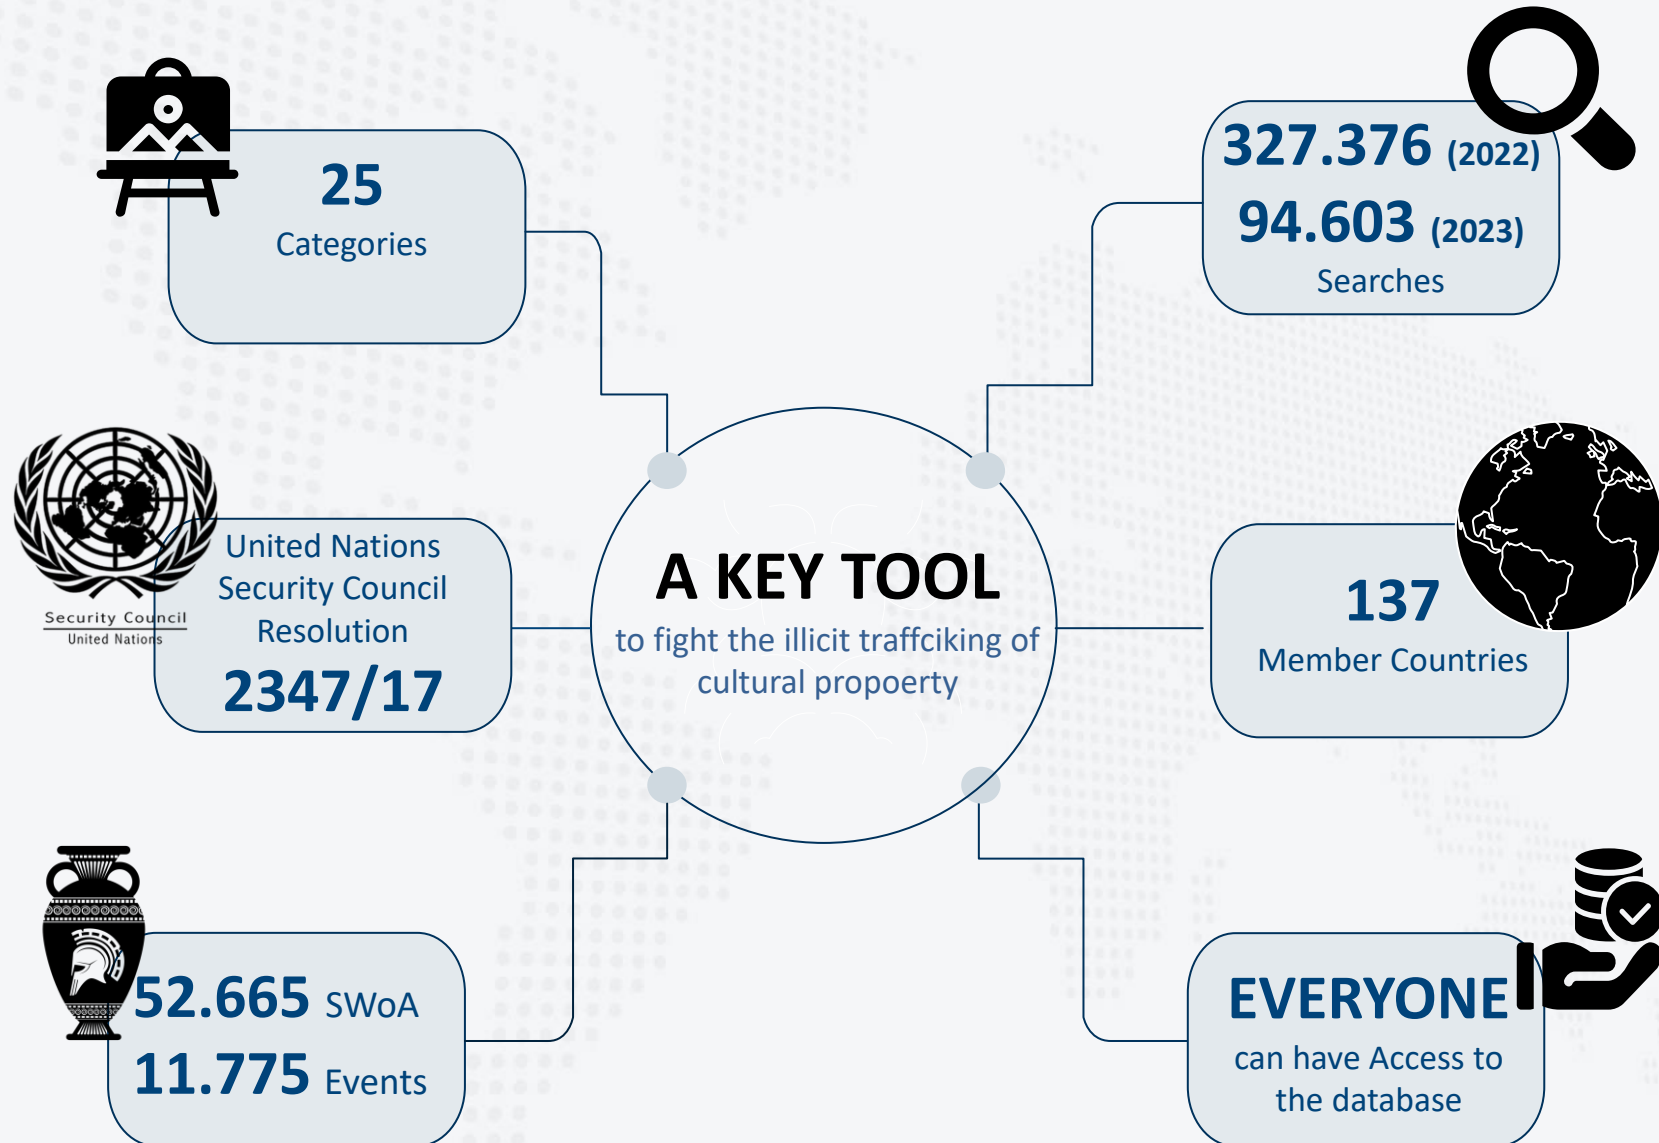 25
Categories
327.376 (2022)
94.603 (2023)
Searches
Security Council
United Nations
United Nations
Security Council
Resolution
2347/17
A KEY TOOL
to fight the illicit traffciking of
cultural propoerty
137
Member Countries
52.665 SWoA
11.775 Events
EVERYONE
can have Access to
the database